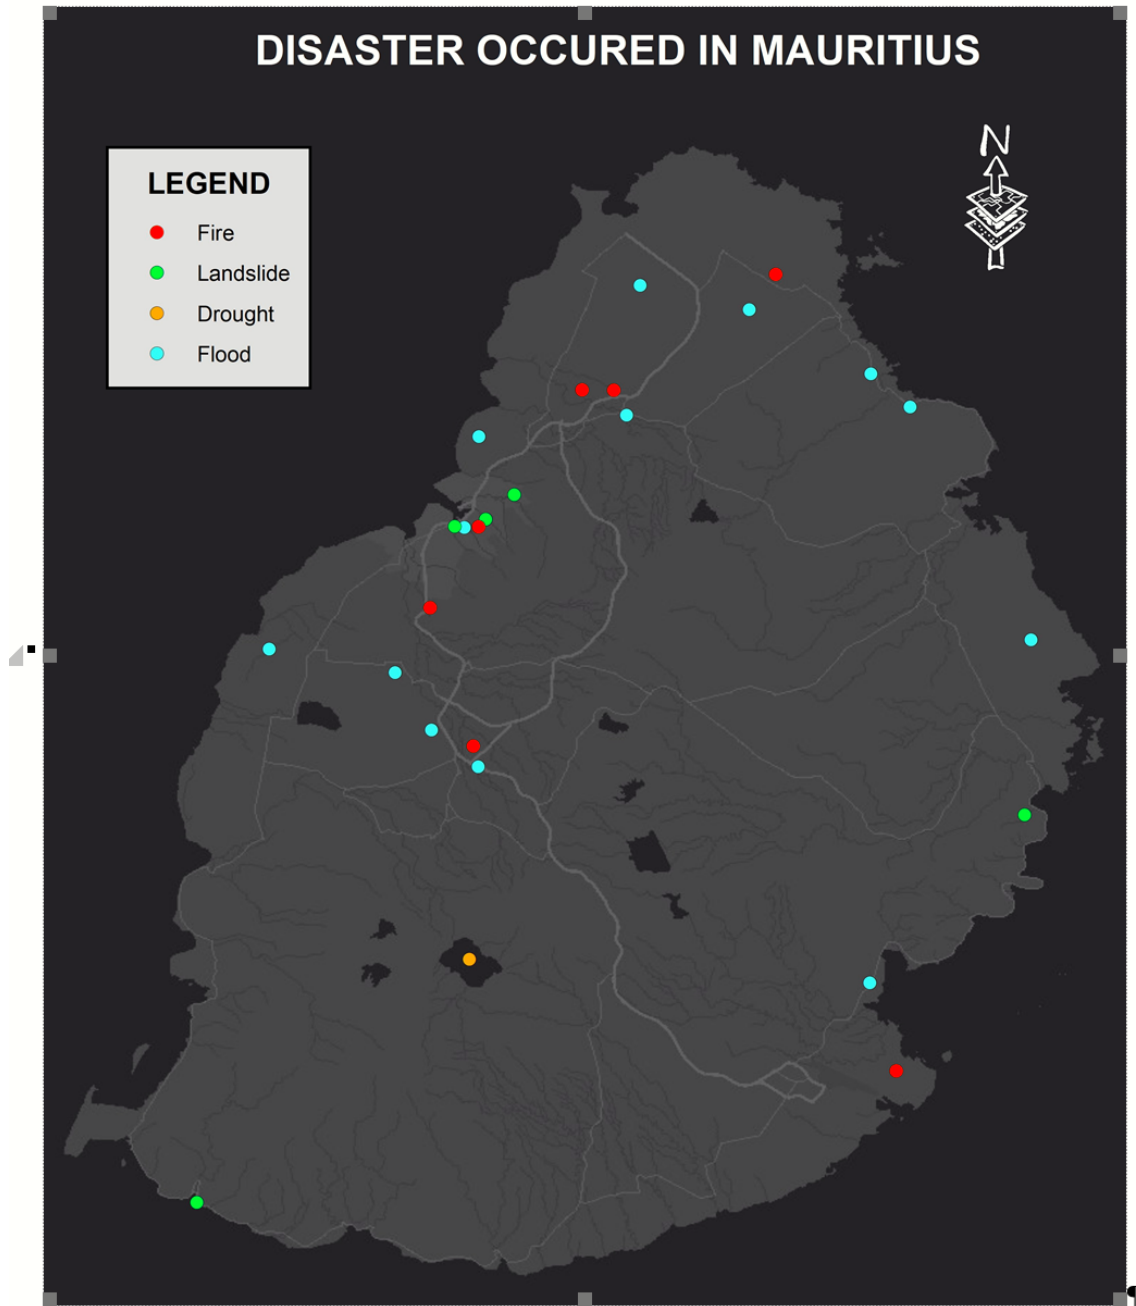 DISASTER OCCURED IN MAURITIUS
N
LEGEND
Fire
Landslide
Drought
Flood